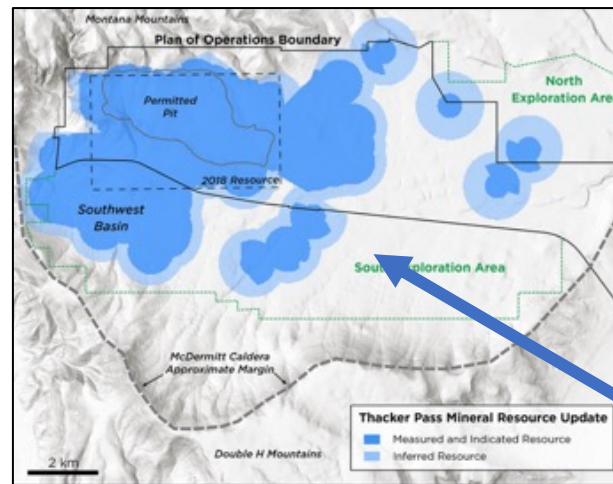 Montana Mountains
Plan of Operations Boundary
North
Exploration Area
Permitted
Pit
2018 Resource
Southwest
Basin
South Exploration Area
McDermitt Caldera
Approximate Margin
Thacker Pass Mineral Resource Update
Measured and Indicated Resource
Inferred Resource
Double H Mountains
2 km